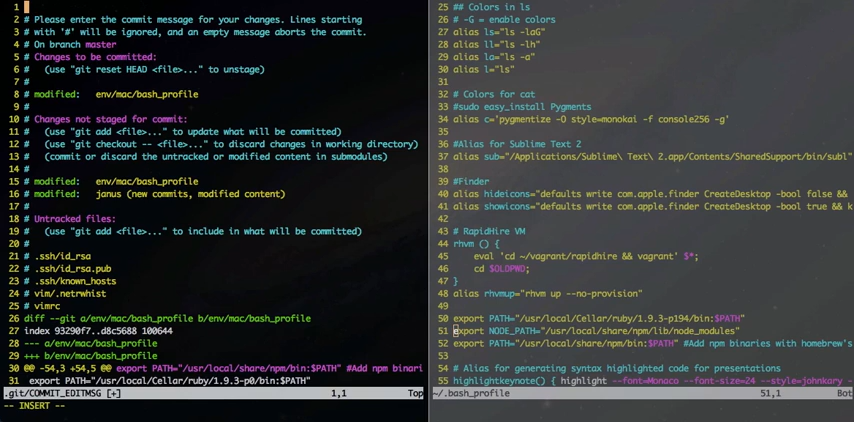 1
2 # Please enter the commit message for your changes. Lines starting
3 # with '#' will be ignored, and an empty message aborts the commit.
4 # On branch master
5 # Changes to be committed:
6 #   (use "git reset HEAD <file>..." to unstage)
7 #
8 # modified:   env/mac/bash_profile
9 #
10 # Changes not staged for commit:
11 #   (use "git add <file>..." to update what will be committed)
12 #   (use "git checkout -- <file>..." to discard changes in working directory)
13 #   (commit or discard the untracked or modified content in submodules)
14 #
15 # modified:   env/mac/bash_profile
16 # modified:   janus (new commits, modified content)
17 #
18 # Untracked files:
19 #   (use "git add <file>..." to include in what will be committed)
20 #
21 # .ssh/id_rsa
22 # .ssh/id_rsa.pub
23 # .ssh/known_hosts
24 # vim/.netrwhist
25 # vimrc
26 diff --git a/env/mac/bash_profile b/env/mac/bash_profile
27 index 93290f7..d8c5688 100644
28 --- a/env/mac/bash_profile
29 +++ b/env/mac/bash_profile
30 @@ -54,3 +54,5 @@ export PATH="/usr/local/share/npm/bin:$PATH" #Add npm binari
31  export PATH="/usr/local/Cellar/ruby/1.9.3-p0/bin:$PATH"
.git/COMMIT_EDITMSG [+] 1,1 Top
-- INSERT --
25 ## Colors in ls
26 # -G = enable colors
27 alias ls="ls -laG"
28 alias ll="ls -lh"
29 alias la="ls -a"
30 alias l="ls"
31
32 # Colors for cat
33 #sudo easy_install Pygments
34 alias c='pygmentize -O style=monokai -f console256 -g'
35
36 #Alias for Sublime Text 2
37 alias sub="/Applications/Sublime\ Text\ 2.app/Contents/SharedSupport/bin/subl"
38
39 #Finder
40 alias hideicons="defaults write com.apple.finder CreateDesktop -bool false &&
41 alias showicons="defaults write com.apple.finder CreateDesktop -bool true && k
42
43 # RapidHire VM
44 rhvm () {
45     eval 'cd ~/vagrant/rapidhire && vagrant' $*;
46     cd $OLDPWD;
47 }
48 alias rhvmup="rhvm up --no-provision"
49
50 export PATH="/usr/local/Cellar/ruby/1.9.3-p194/bin:$PATH"
51 export NODE_PATH="/usr/local/share/npm/lib/node_modules"
52 export PATH="/usr/local/share/npm/bin:$PATH" #Add npm binaries with homebrew's
53
54 # Alias for generating syntax highlighted code for presentations
55 highlightkeynote() { highlight --font=Monaco --font-size=24 --style=johnkary -
~/.bash_profile 51,1 Bot